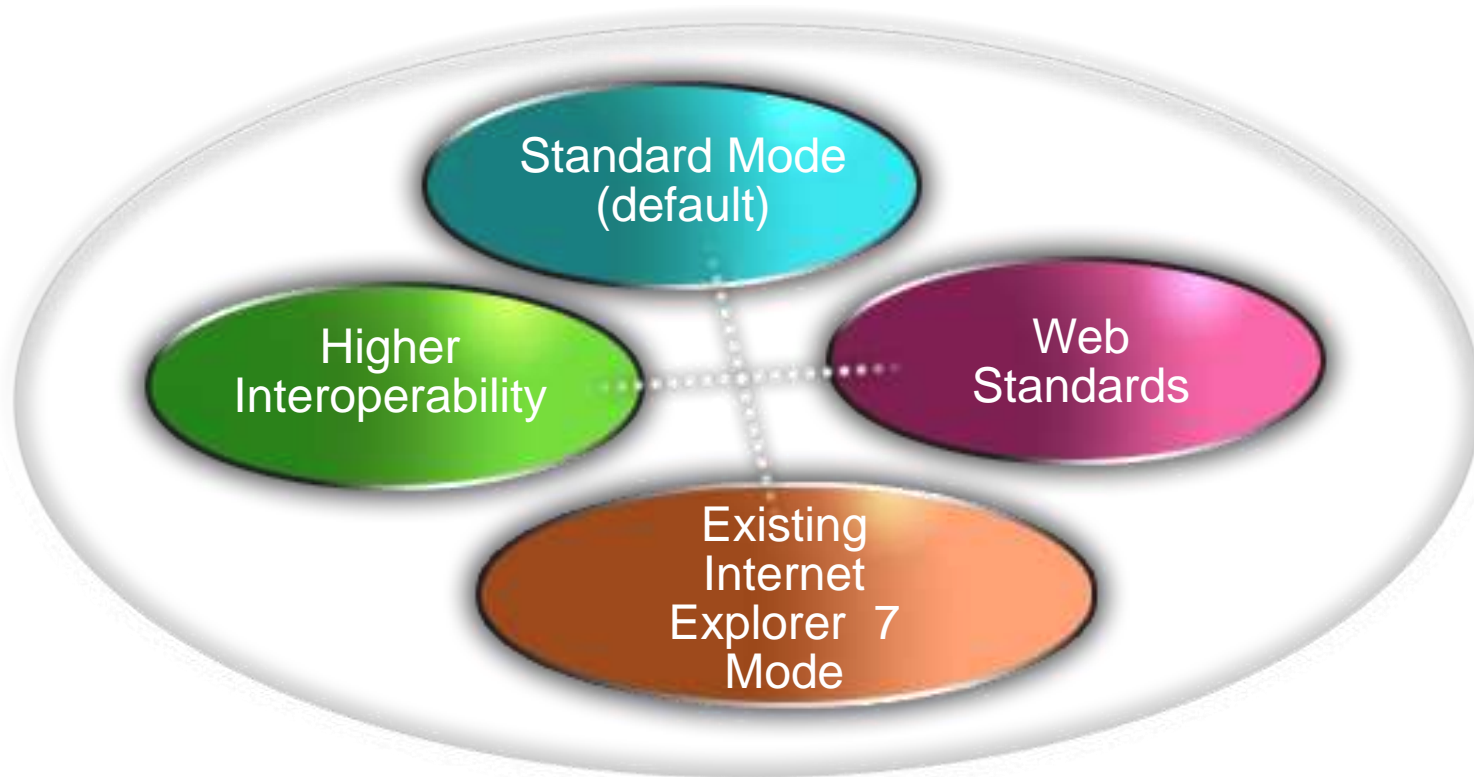 Standard Mode
(default)
Higher
Interoperability
Web
Standards
Existing
Internet
Explorer 7
Mode